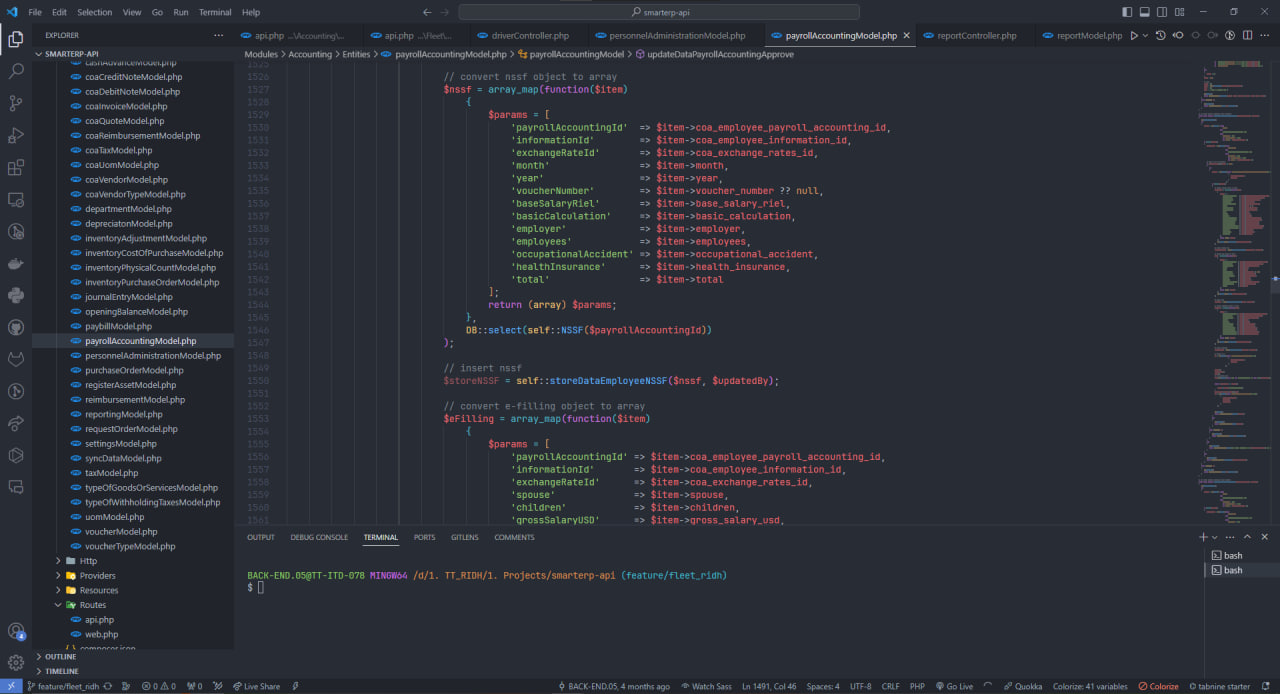 File Edit Selection View Go Run Terminal Help
smarterp-api
EXPLORER
api.php ...\Accounting\... api.php ...\Fleet\... driverController.php personnelAdministrationModel.php payrollAccountingModel.php reportController.php reportModel.php
SMARTERP-API
Modules > Accounting > Entities > payrollAccountingModel.php > payrollAccountingModel > updateDataPayrollAccountingApprove
cashAdvanceModel.php
coaCreditNoteModel.php
coaDebitNoteModel.php
coaInvoiceModel.php
coaQuoteModel.php
coaReimbursementModel.php
coaTaxModel.php
coaUomModel.php
coaVendorModel.php
coaVendorTypeModel.php
departmentModel.php
depreciatonModel.php
inventoryAdjustmentModel.php
inventoryCostOfPurchaseModel.php
inventoryPhysicalCountModel.php
inventoryPurchaseOrderModel.php
journalEntryModel.php
openingBalanceModel.php
paybillModel.php
payrollAccountingModel.php
personnelAdministrationModel.php
purchaseOrderModel.php
registerAssetModel.php
reimbursementModel.php
reportingModel.php
requestOrderModel.php
settingsModel.php
syncDataModel.php
taxModel.php
typeOfGoodsOrServicesModel.php
typeOfWithholdingTaxesModel.php
uomModel.php
voucherModel.php
voucherTypeModel.php
Http
Providers
Resources
Routes
api.php
web.php
composer.json
OUTLINE
TIMELINE
1525
1526 // convert nssf object to array
1527 $nssf = array_map(function($item)
1528 {
1529 $params = [
1530 'payrollAccountingId' => $item->coa_employee_payroll_accounting_id,
1531 'informationId' => $item->coa_employee_information_id,
1532 'exchangeRateId' => $item->coa_exchange_rates_id,
1533 'month' => $item->month,
1534 'year' => $item->year,
1535 'voucherNumber' => $item->voucher_number ?? null,
1536 'baseSalaryRiel' => $item->base_salary_riel,
1537 'basicCalculation' => $item->basic_calculation,
1538 'employer' => $item->employer,
1539 'employees' => $item->employees,
1540 'occupationalAccident' => $item->occupational_accident,
1541 'healthInsurance' => $item->health_insurance,
1542 'total' => $item->total
1543 ];
1544 return (array) $params;
1545 },
1546 DB::select(self::NSSF($payrollAccountingId))
1547 );
1548
1549 // insert nssf
1550 $storeNSSF = self::storeDataEmployeeNSSF($nssf, $updatedBy);
1551
1552 // convert e-filling object to array
1553 $eFilling = array_map(function($item)
1554 {
1555 $params = [
1556 'payrollAccountingId' => $item->coa_employee_payroll_accounting_id,
1557 'informationId' => $item->coa_employee_information_id,
1558 'exchangeRateId' => $item->coa_exchange_rates_id,
1559 'spouse' => $item->spouse,
1560 'children' => $item->children,
1561 'grossSalaryUSD' => $item->gross_salary_usd,
OUTPUT DEBUG CONSOLE TERMINAL PORTS GITLENS COMMENTS
BACK-END.05@TT-ITD-078 MINGW64 /d/1. TT_RIDH/1. Projects/smarterp-api (feature/fleet_ridh)
$
bash
bash
4
feature/fleet_ridh 0 0 0 Live Share BACK-END.05, 4 months ago Watch Sass Ln 1491, Col 46 Spaces: 4 UTF-8 CRLF PHP Go Live Quokka Colorize: 41 variables Colorize tabnine starter